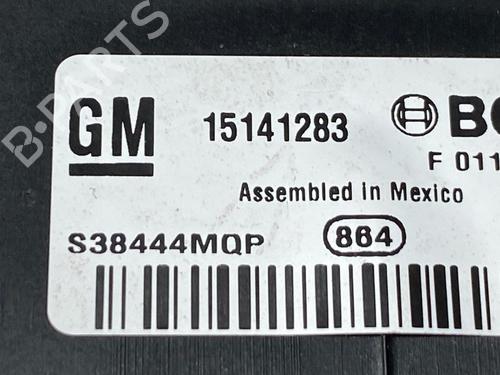 B-PARTS
GM 15141283
F 011
Assembled in Mexico
S38444MQP 864